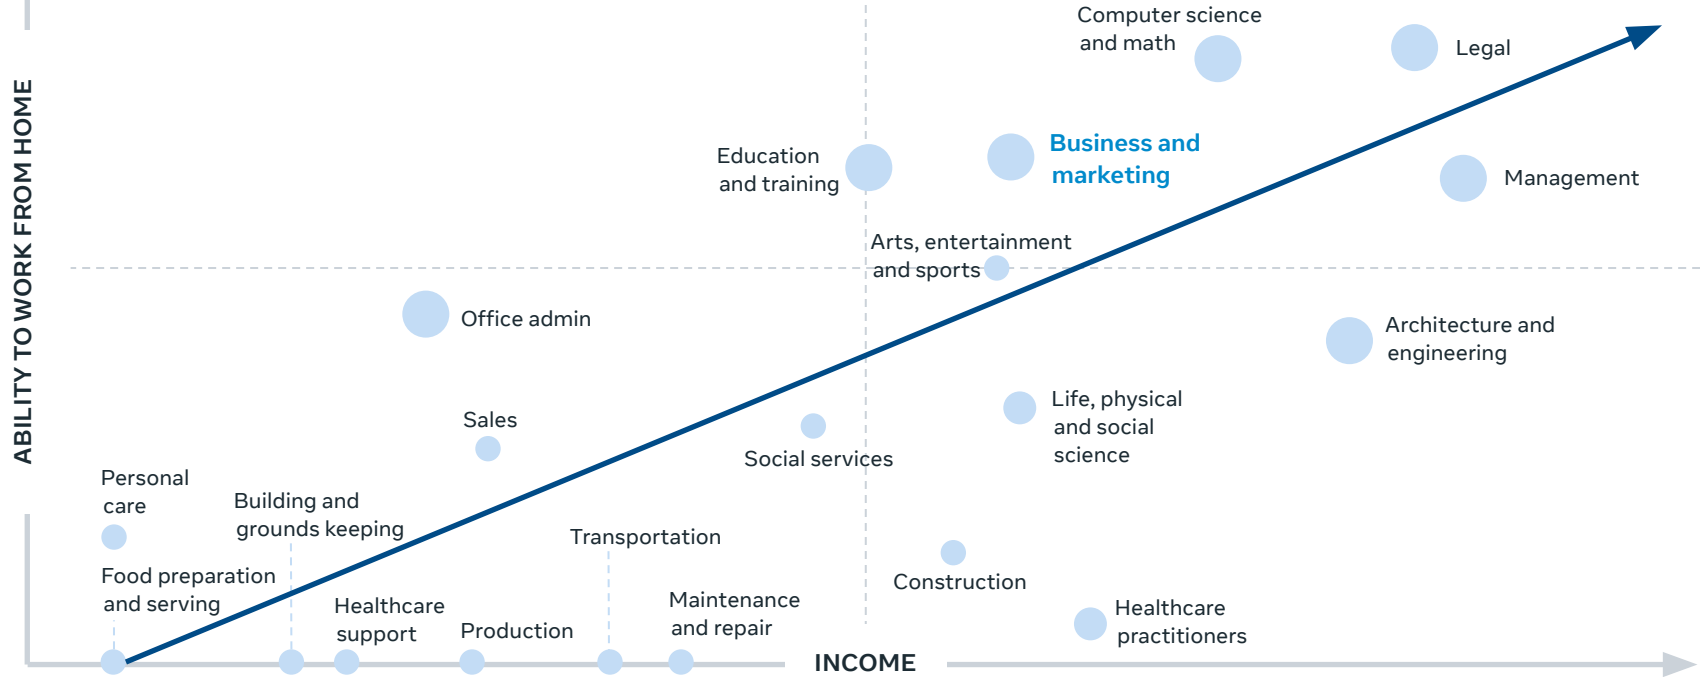 Computer science
and math
Legal
ABILITY TO WORK FROM HOME
Business and
marketing
Education
and training
Management
Arts, entertainment
and sports
Office admin
Architecture and
engineering
Sales
Life, physical
and social
science
Social services
Personal
care
Building and
grounds keeping
Transportation
Food preparation
and serving
Construction
Healthcare
support
Production
Maintenance
and repair
Healthcare
practitioners
INCOME